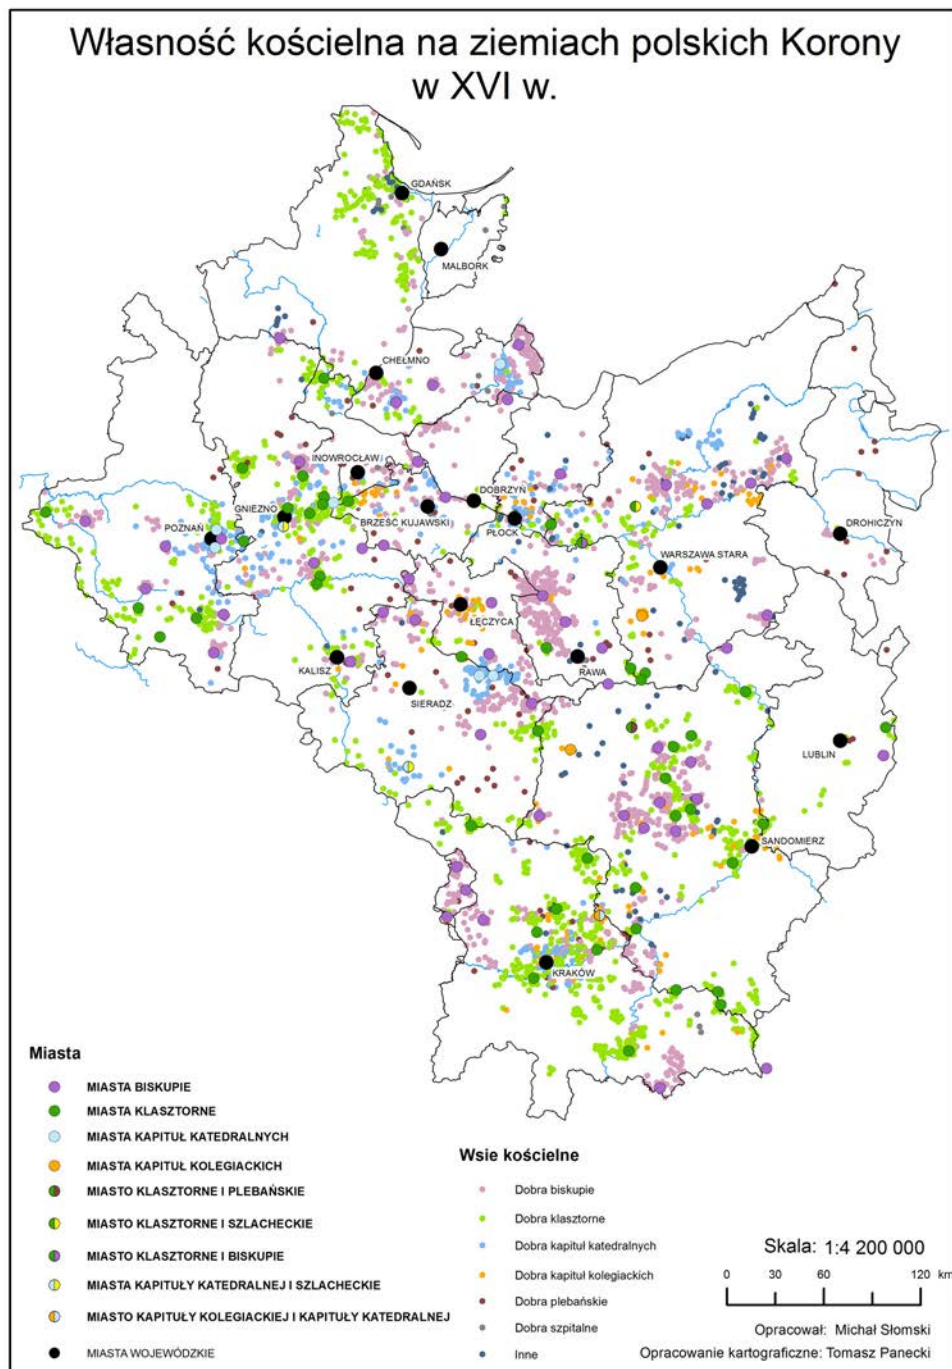 Własność kościelna na ziemiach polskich Korony
w XVI w.
GDAŃSK
MALBORK
CHEŁMNO
INOWROCŁAW
DOBRZYŃ
GNIEZNO
POZNAŃ
BRZEŚĆ KUJAWSKI
PŁOCK
DROHICZYN
WARSZAWA STARA
ŁĘCZYCA
KALISZ
RAWA
SIERADZ
LUBLIN
SANDOMIERZ
KRAKÓW
Miasta
MIASTA BISKUPIE
MIASTA KLASZTORNE
MIASTA KAPITUŁ KATEDRALNYCH
MIASTA KAPITUŁ KOLEGIACKICH
MIASTO KLASZTORNE I PLEBAŃSKIE
MIASTO KLASZTORNE I SZLACHECKIE
MIASTO KLASZTORNE I BISKUPIE
MIASTA KAPITUŁY KATEDRALNEJ I SZLACHECKIE
MIASTO KAPITUŁY KOLEGIACKIEJ I KAPITUŁY KATEDRALNEJ
MIASTA WOJEWÓDZKIE
Wsie kościelne
Dobra biskupie
Dobra klasztorne
Dobra kapituł katedralnych
Dobra kapituł kolegiackich
Dobra plebańskie
Dobra szpitalne
Inne
Skala: 1:4 200 000
0 30 60 120 km
Opracował: Michał Słomski
Opracowanie kartograficzne: Tomasz Panecki